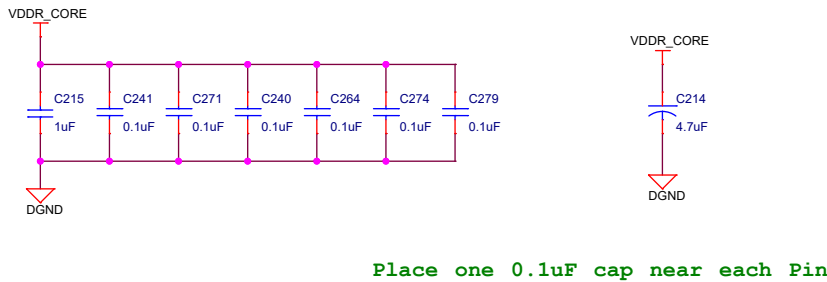 VDDR_CORE
VDDR_CORE
C215 C241 C271 C240 C264 C274 C279 C214
1uF 0.1uF 0.1uF 0.1uF 0.1uF 0.1uF 0.1uF 4.7uF
DGND
DGND
Place one 0.1uF cap near each Pin